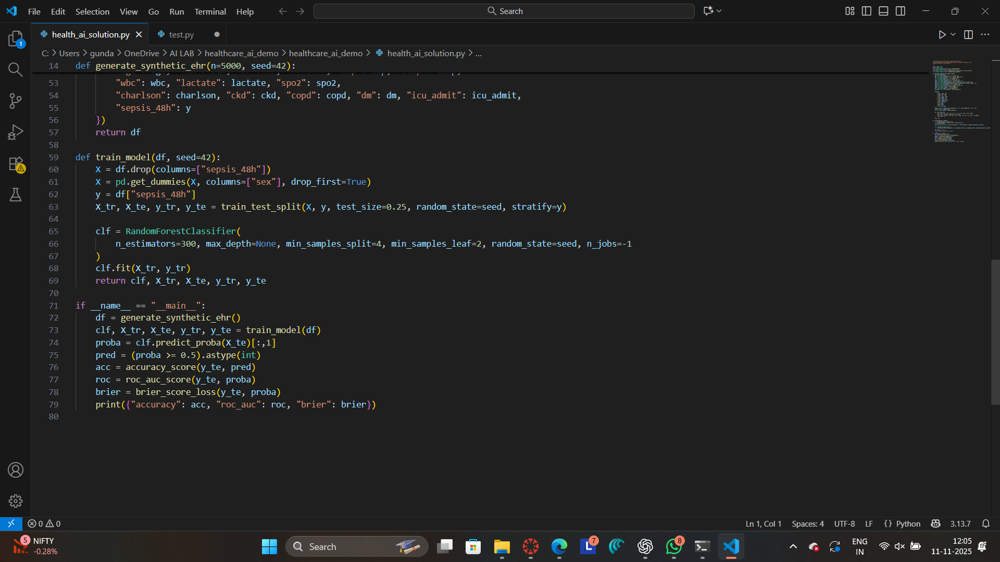 File Edit Selection View Go Run Terminal Help
Search
health_ai_solution.py
test.py
1
C: > Users > gunda > OneDrive > AI LAB > healthcare_ai_demo > healthcare_ai_demo > health_ai_solution.py > ...
14 def generate_synthetic_ehr(n=5000, seed=42):
53 "wbc": wbc, "lactate": lactate, "spo2": spo2,
54 "charlson": charlson, "ckd": ckd, "copd": copd, "dm": dm, "icu_admit": icu_admit,
55 "sepsis_48h": y
56 })
57 return df
58
59 def train_model(df, seed=42):
60 X = df.drop(columns=["sepsis_48h"])
61 X = pd.get_dummies(X, columns=["sex"], drop_first=True)
62 y = df["sepsis_48h"]
63 X_tr, X_te, y_tr, y_te = train_test_split(X, y, test_size=0.25, random_state=seed, stratify=y)
64
65 clf = RandomForestClassifier(
66 n_estimators=300, max_depth=None, min_samples_split=4, min_samples_leaf=2, random_state=seed, n_jobs=-1
67 )
68 clf.fit(X_tr, y_tr)
69 return clf, X_tr, X_te, y_tr, y_te
70
71 if __name__ == "__main__":
72 df = generate_synthetic_ehr()
73 clf, X_tr, X_te, y_tr, y_te = train_model(df)
74 proba = clf.predict_proba(X_te)[:,1]
75 pred = (proba >= 0.5).astype(int)
76 acc = accuracy_score(y_te, pred)
77 roc = roc_auc_score(y_te, proba)
78 brier = brier_score_loss(y_te, proba)
79 print({"accuracy": acc, "roc_auc": roc, "brier": brier})
80
0 0
Ln 1, Col 1
Spaces: 4
UTF-8
LF
{} Python
3.13.7
5
NIFTY
-0.28%
Search
L
7
8
ENG
IN
12:05
11-11-2025